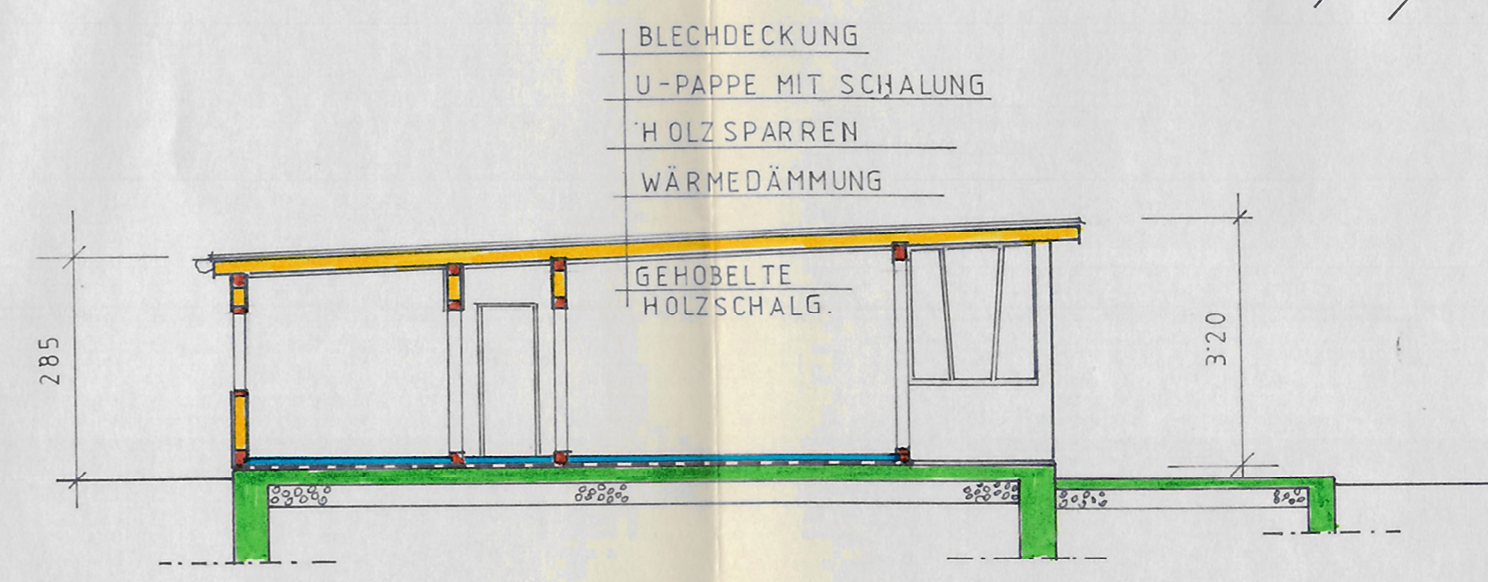 BLECHDECKUNG
U-PAPPE MIT SCHALUNG
HOLZSPARREN
WÄRMEDÄMMUNG
GEHOBELTE
HOLZSCHALG.
285
3.20